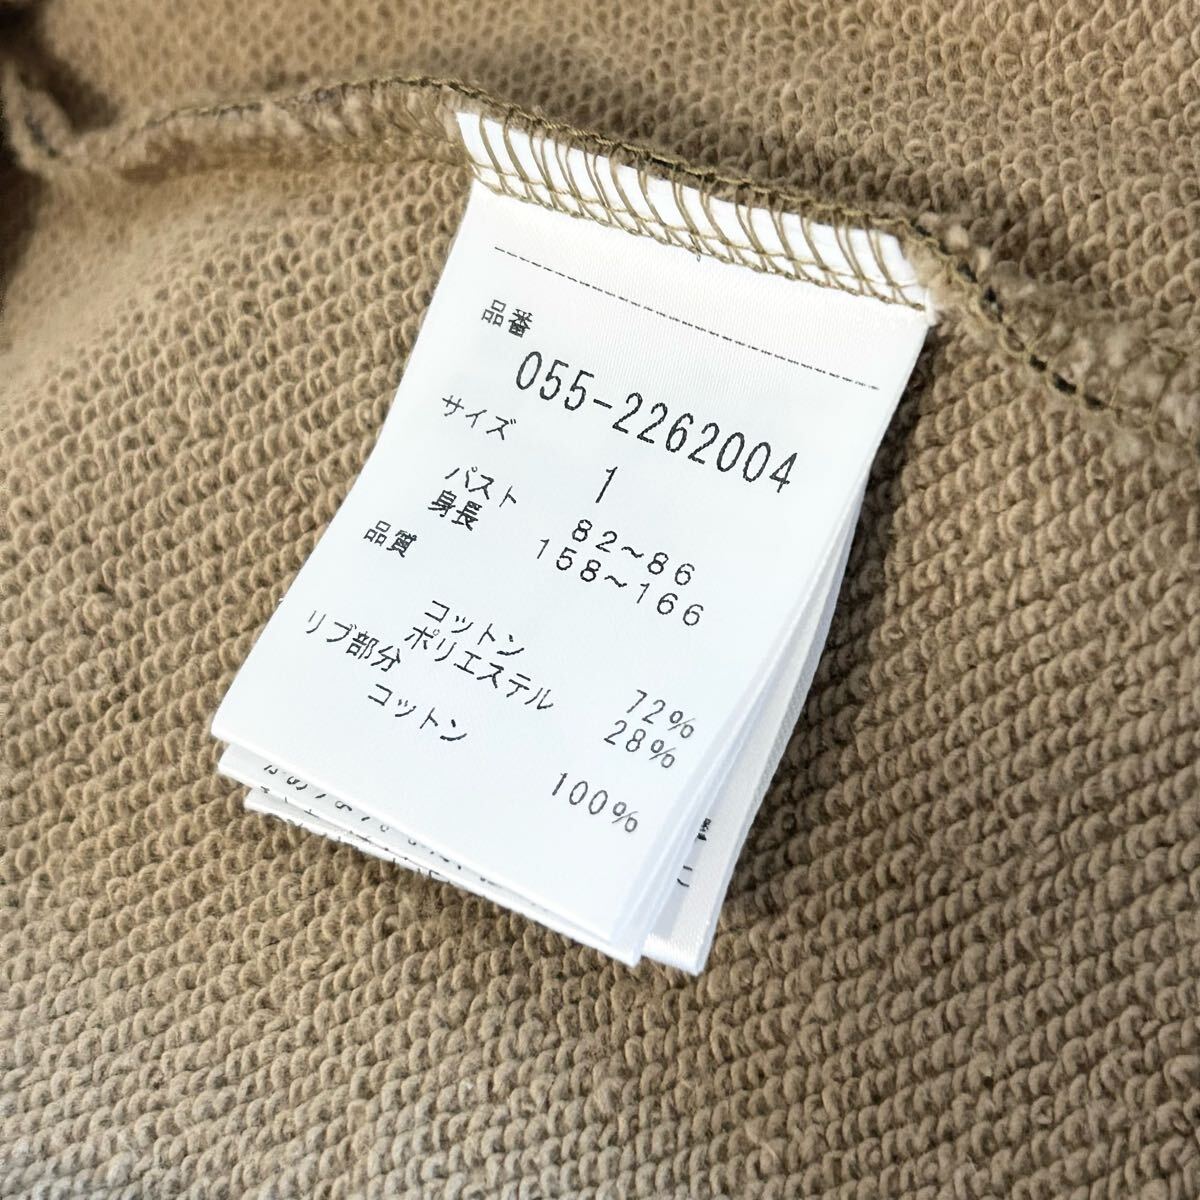 品番
055-2262004
サイズ
1
バスト 82~86
身長 158~166
品質
コットン 72%
ポリエステル 28%
リブ部分
コットン 100%